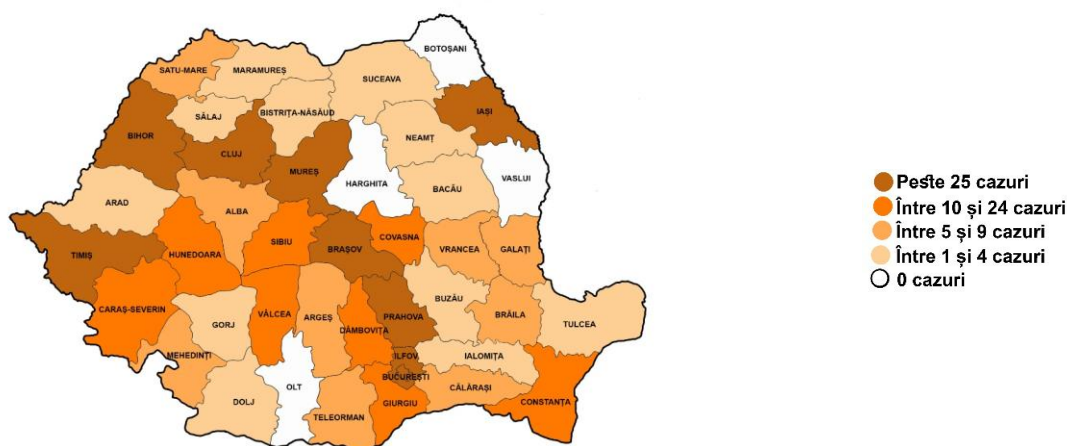 BOTOȘANI
SATU-MARE
MARAMUREȘ
SUCEAVA
IAȘI
SĂLAJ
BISTRIȚA-NĂSĂUD
BIHOR
NEAMȚ
CLUJ
MUREȘ
HARGHITA
VASLUI
BACĂU
ARAD
ALBA
TIMIȘ
HUNEDOARA
SIBIU
BRAȘOV
COVASNA
VRANCEA
GALAȚI
CARAȘ-SEVERIN
GORJ
VÂLCEA
ARGEȘ
DÂMBOVIȚA
PRAHOVA
BUZĂU
BRĂILA
TULCEA
MEHEDINȚI
ILFOV
IALOMIȚA
BUCUREȘTI
DOLJ
OLT
TELEORMAN
GIURGIU
CĂLĂRAȘI
CONSTANȚA
Peste 25 cazuri
Între 10 și 24 cazuri
Între 5 și 9 cazuri
Între 1 și 4 cazuri
0 cazuri